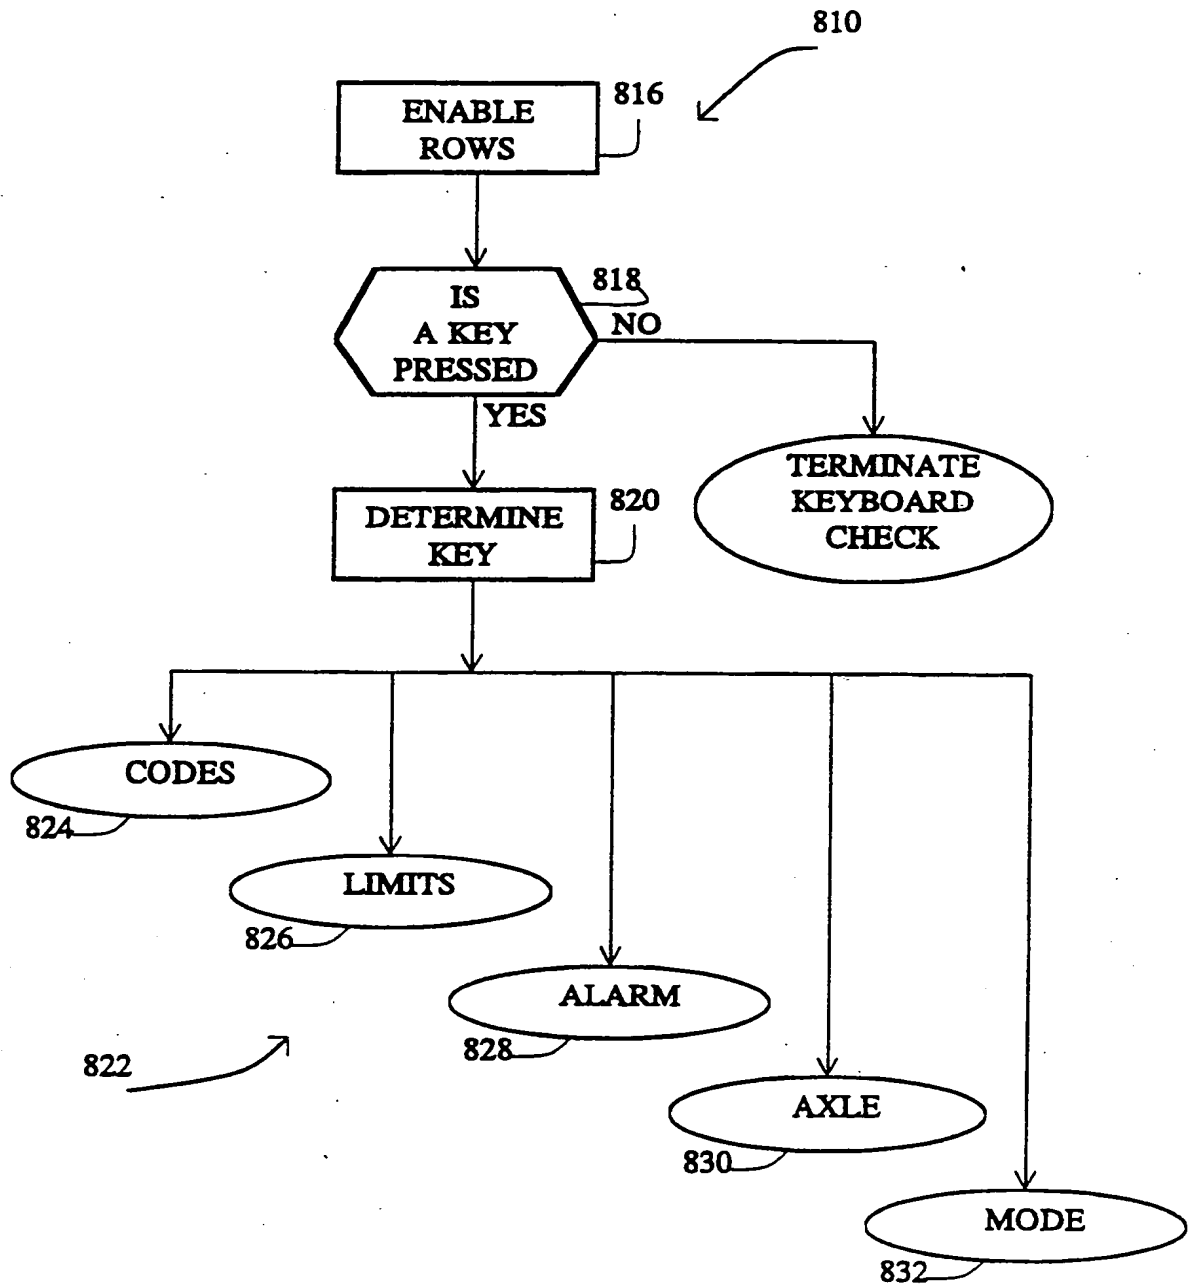 810
816
ENABLE
ROWS
818
IS
A KEY
PRESSED
NO
YES
TERMINATE
KEYBOARD
CHECK
820
DETERMINE
KEY
CODES
824
LIMITS
826
ALARM
828
822
AXLE
830
MODE
832